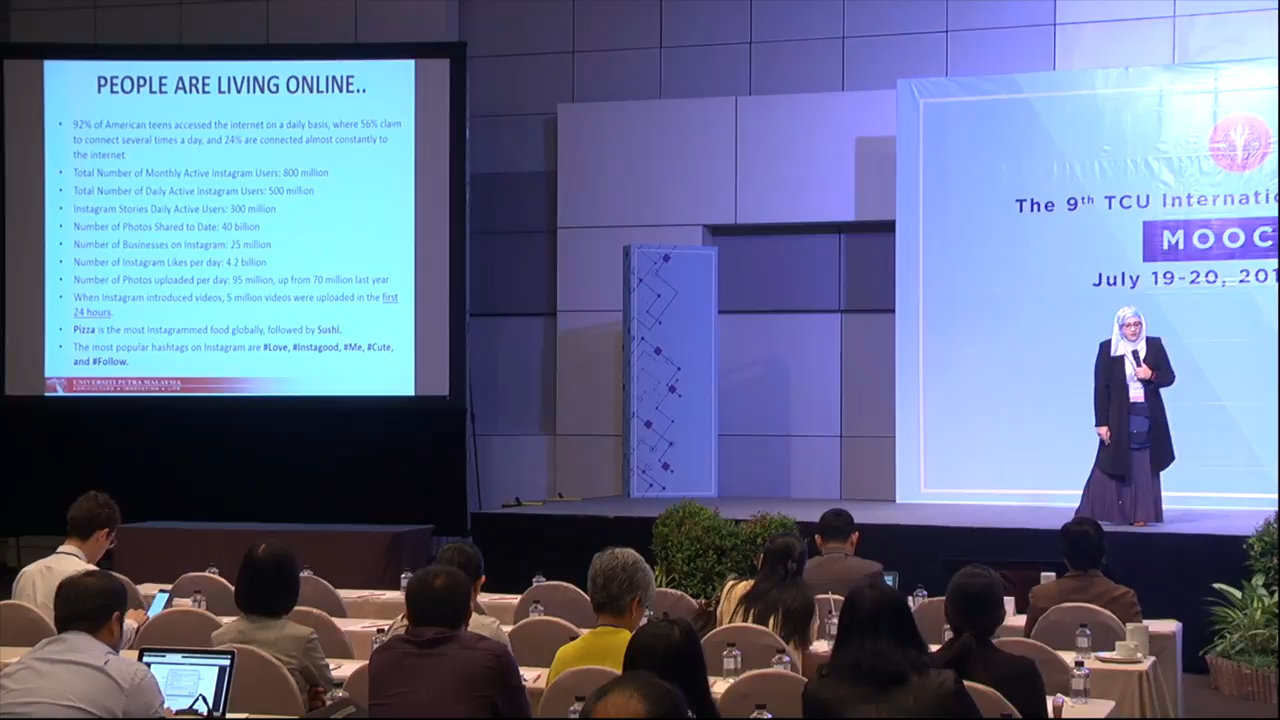 PEOPLE ARE LIVING ONLINE..
• 92% of American teens accessed the internet on a daily basis, where 56% claim
to connect several times a day, and 24% are connected almost constantly to
the internet
• Total Number of Monthly Active Instagram Users: 800 million
• Total Number of Daily Active Instagram Users: 500 million
• Instagram Stories Daily Active Users: 300 million
• Number of Photos Shared to Date: 40 billion
• Number of Businesses on Instagram: 25 million
• Number of Instagram Likes per day: 4.2 billion
• Number of Photos uploaded per day: 95 million, up from 70 million last year
• When Instagram introduced videos, 5 million videos were uploaded in the first
24 hours.
• Pizza is the most Instagrammed food globally, followed by Sushi.
• The most popular hashtags on Instagram are #Love, #Instagood, #Me, #Cute,
and #Follow.
UNIVERSITI PUTRA MALAYSIA
AGRICULTURE • INNOVATION • LIFE
The 9th TCU Internatio
MOOC
July 19-20, 201